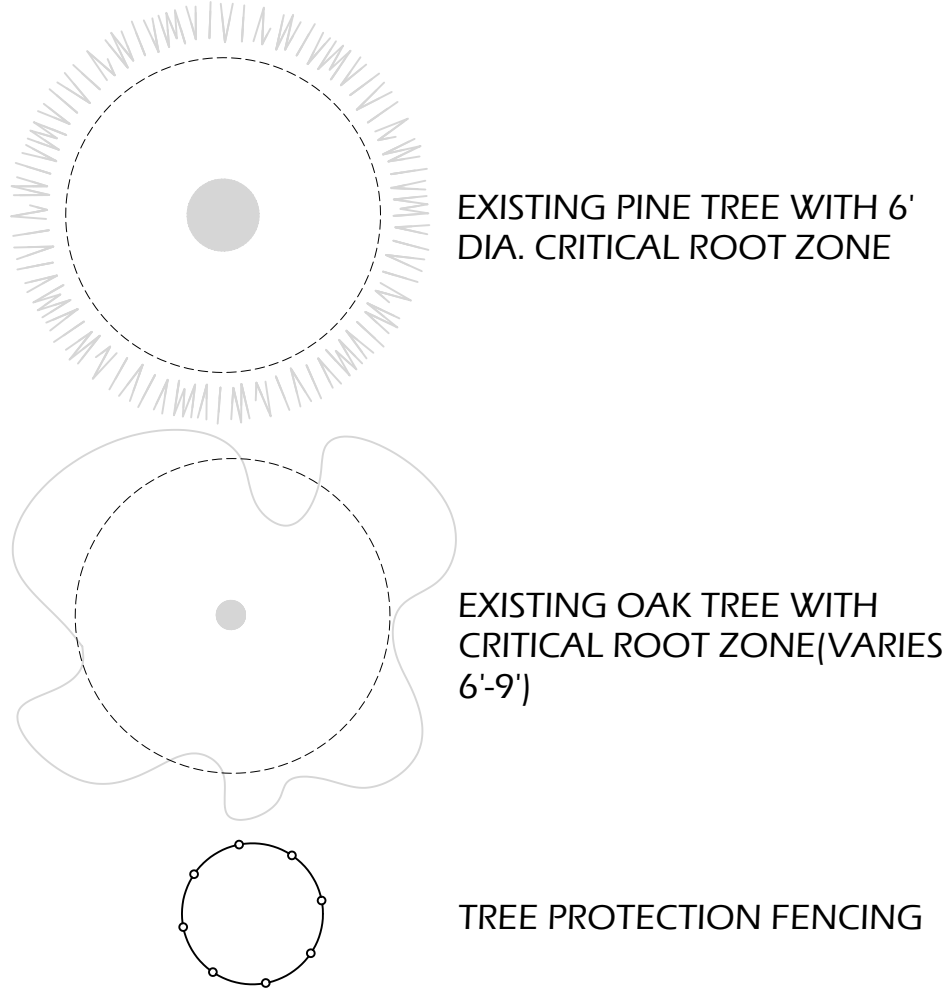 EXISTING PINE TREE WITH 6'
DIA. CRITICAL ROOT ZONE
EXISTING OAK TREE WITH
CRITICAL ROOT ZONE(VARIES
6'-9')
TREE PROTECTION FENCING